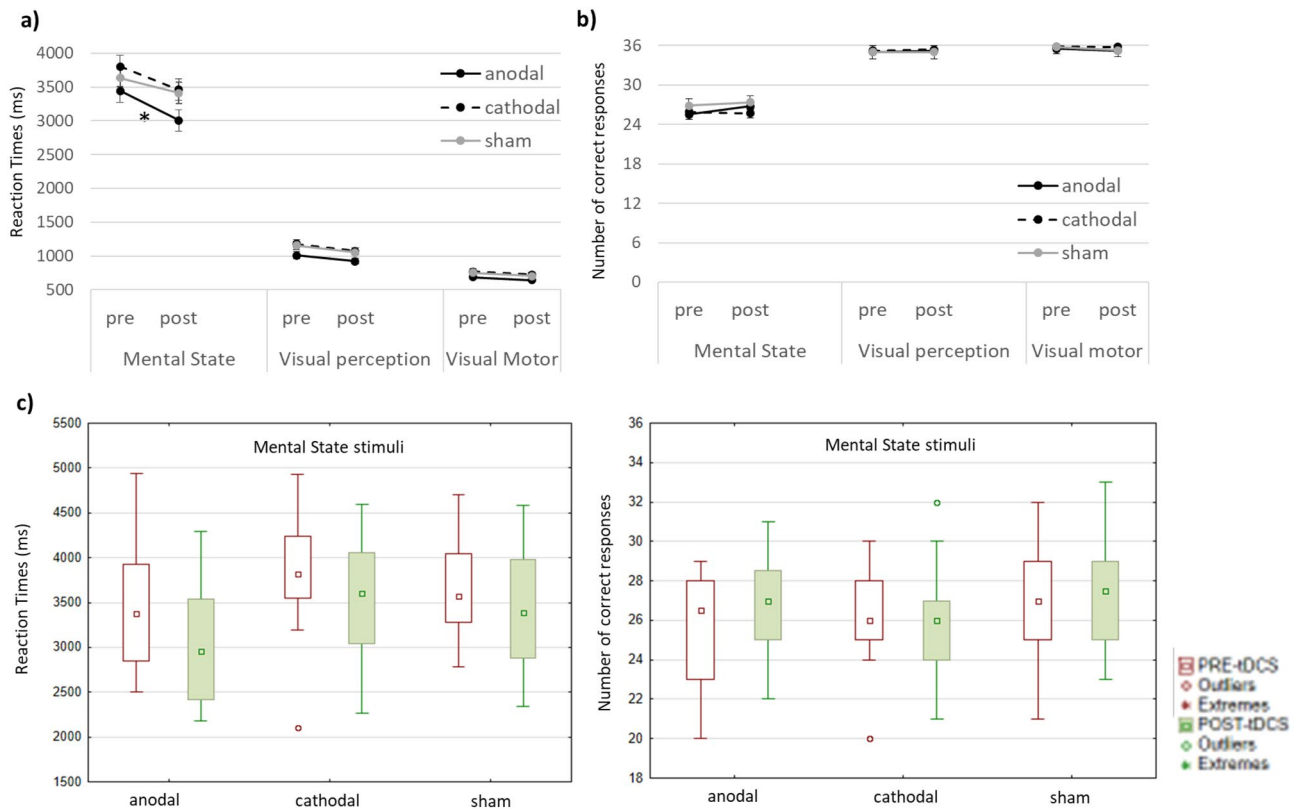 a)
Reaction Times (ms)
4000
3500
3000
2500
2000
1500
1000
500
*
anodal
cathodal
sham
pre post pre post pre post
Mental State Visual perception Visual Motor
b)
Number of correct responses
36
30
24
18
12
6
0
anodal
cathodal
sham
pre post pre post pre post
Mental State Visual perception Visual motor
c)
Mental State stimuli
Reaction Times (ms)
5500
5000
4500
4000
3500
3000
2500
2000
1500
anodal cathodal sham
Mental State stimuli
Number of correct responses
36
34
32
30
28
26
24
22
20
18
anodal cathodal sham
PRE-tDCS
Outliers
Extremes
POST-tDCS
Outliers
Extremes